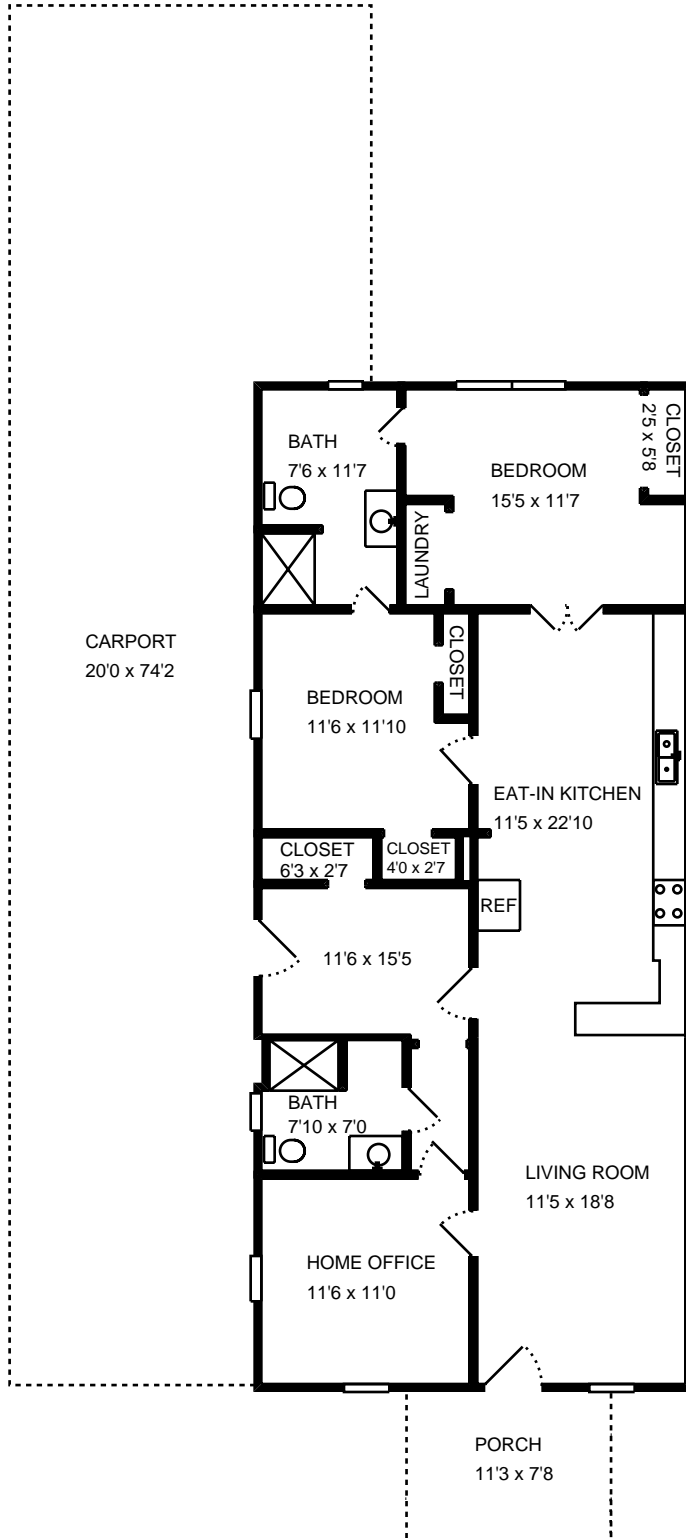 BATH
7'6 x 11'7
BEDROOM
15'5 x 11'7
CLOSET
2'5 x 5'8
LAUNDRY
CARPORT
20'0 x 74'2
BEDROOM
11'6 x 11'10
CLOSET
EAT-IN KITCHEN
11'5 x 22'10
CLOSET
6'3 x 2'7
CLOSET
4'0 x 2'7
REF
11'6 x 15'5
BATH
7'10 x 7'0
LIVING ROOM
11'5 x 18'8
HOME OFFICE
11'6 x 11'0
PORCH
11'3 x 7'8